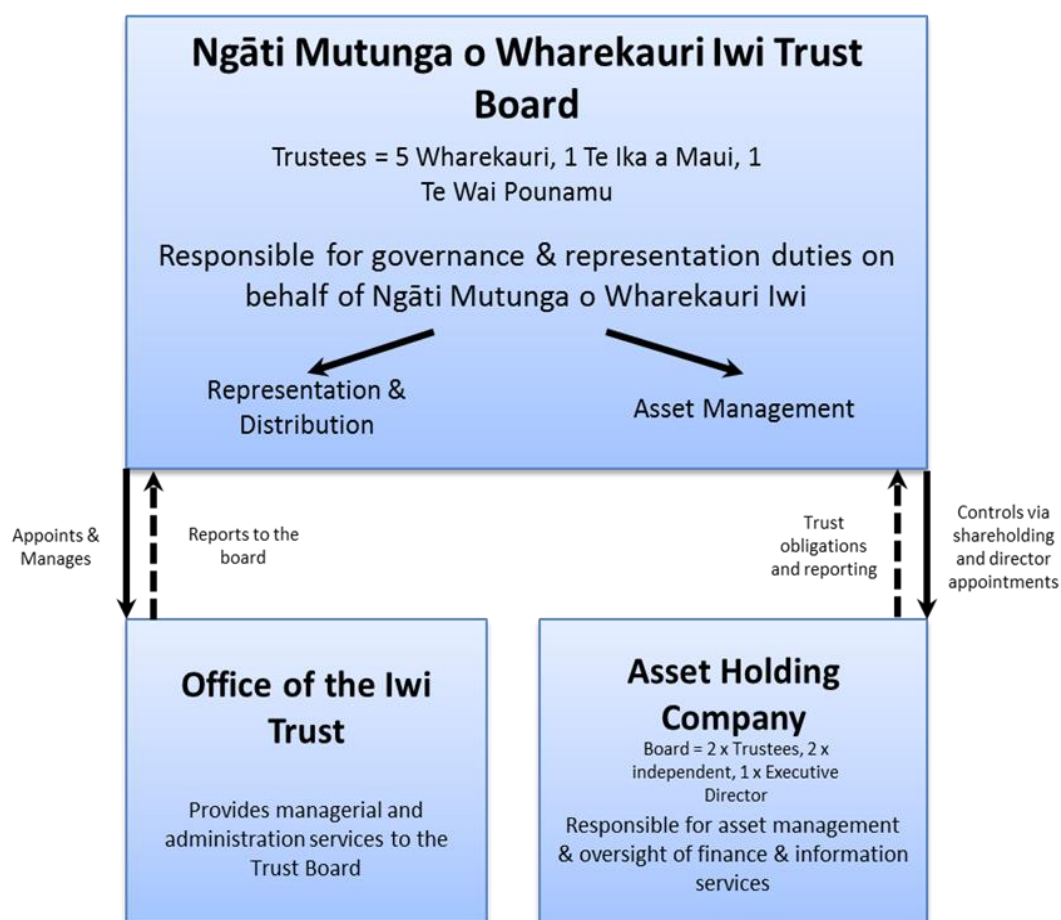 Ngāti Mutunga o Wharekauri Iwi Trust
Board
Trustees = 5 Wharekauri, 1 Te Ika a Maui, 1
Te Wai Pounamu
Responsible for governance & representation duties on
behalf of Ngāti Mutunga o Wharekauri Iwi
Representation &
Distribution
Asset Management
Appoints &
Manages
Reports to the
board
Trust
obligations
and reporting
Controls via
shareholding
and director
appointments
Office of the Iwi
Trust
Provides managerial and
administration services to the
Trust Board
Asset Holding
Company
Board = 2 x Trustees, 2 x
independent, 1 x Executive
Director
Responsible for asset management
& oversight of finance & information
services